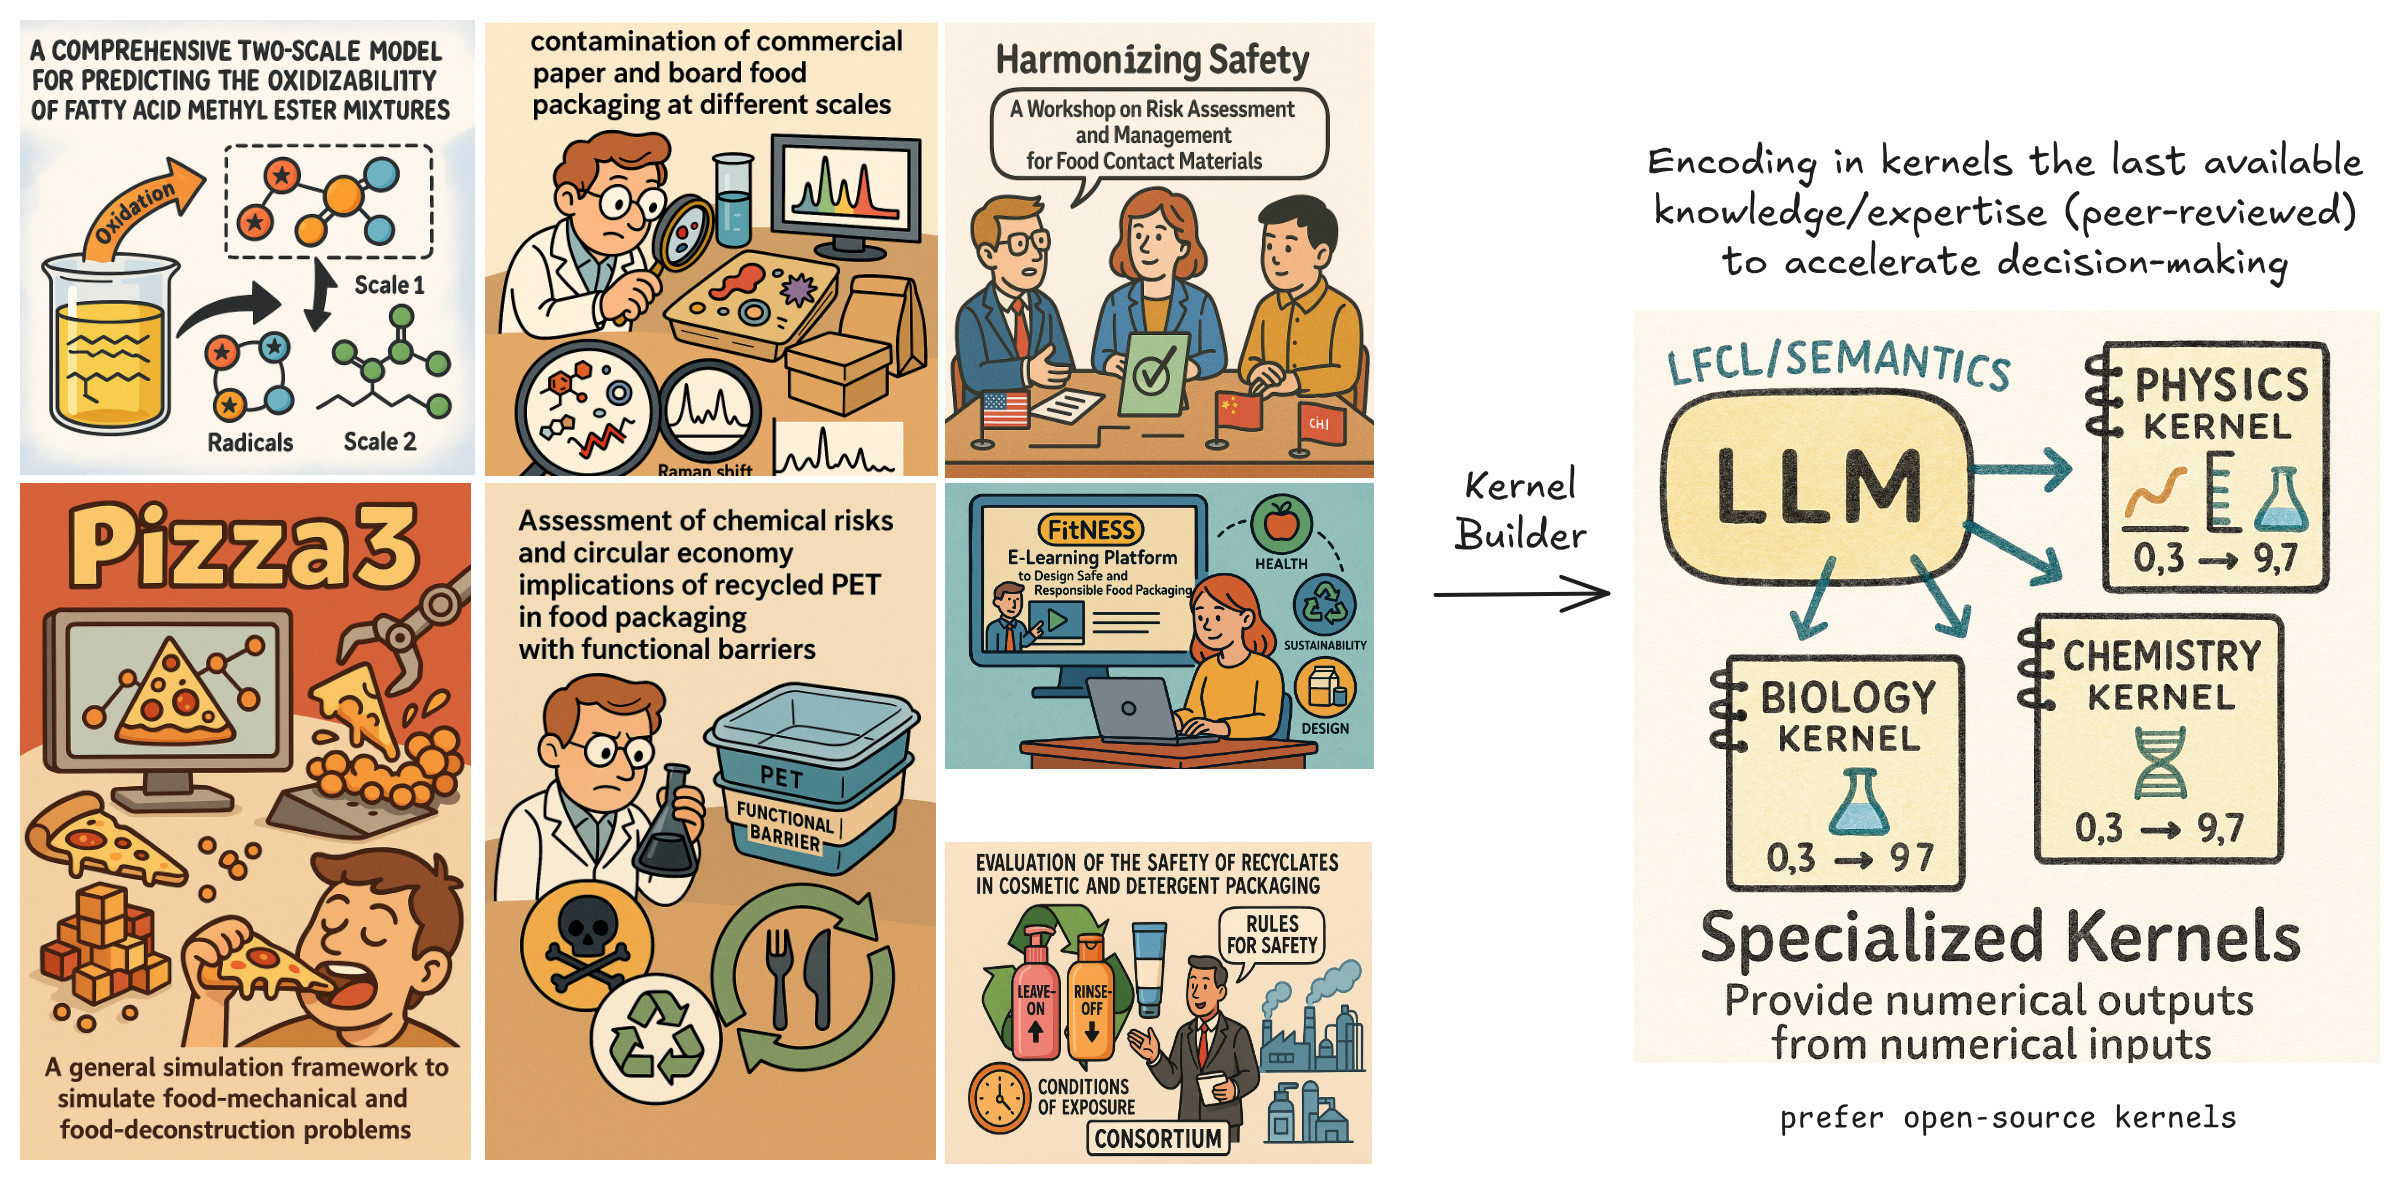 A COMPREHENSIVE TWO-SCALE MODEL
FOR PREDICTING THE OXIDIZABILITY
OF FATTY ACID METHYL ESTER MIXTURES
Oxidation
Scale 1
Radicals
Scale 2
contamination of commercial
paper and board food
packaging at different scales
Raman shift
Harmonizing Safety
A Workshop on Risk Assessment
and Management
for Food Contact Materials
CHI
Pizza3
A general simulation framework to
simulate food-mechanical and
food-deconstruction problems
Assessment of chemical risks
and circular economy
implications of recycled PET
in food packaging
with functional barriers
PET
FUNCTIONAL
BARRIER
FitNESS
E-Learning Platform
to Design Safe and
Responsible Food Packaging
HEALTH
SUSTAINABILITY
DESIGN
EVALUATION OF THE SAFETY OF RECYCLATES
IN COSMETIC AND DETERGENT PACKAGING
RULES
FOR SAFETY
LEAVE-
ON
RINSE-
OFF
CONDITIONS
OF EXPOSURE
CONSORTIUM
Kernel
Builder
Encoding in kernels the last available
knowledge/expertise (peer-reviewed)
to accelerate decision-making
LFCL/SEMANTICS
LLM
PHYSICS
KERNEL
0,3 → 9,7
BIOLOGY
KERNEL
0,3 → 97
CHEMISTRY
KERNEL
0,3 → 9,7
Specialized Kernels
Provide numerical outputs
from numerical inputs
prefer open-source kernels